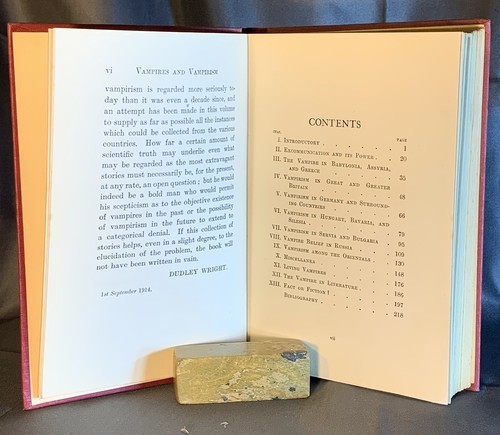 vi VAMPIRES AND VAMPIRISM
vampirism is regarded more seriously to-
day than it was even a decade since, and
an attempt has been made in this volume
to supply as far as possible all the instances
which could be collected from the various
countries. How far a certain amount of
scientific truth may underlie even what
may be regarded as the most extravagant
stories must necessarily be, for the present,
at any rate, an open question; but he would
indeed be a bold man who would permit
his scepticism as to the objective existence
of vampires in the past or the possibility
of vampirism in the future to extend to
a categorical denial. If this collection of
stories helps, even in a slight degree, to the
elucidation of the problem, the book will
not have been written in vain.
DUDLEY WRIGHT.
1st September 1914.
CONTENTS
CHAP. PAGE
I. INTRODUCTORY . . . . . . 1
II. EXCOMMUNICATION AND ITS POWER . . 20
III. THE VAMPIRE IN BABYLONIA, ASSYRIA,
AND GREECE . . . . . 35
IV. VAMPIRISM IN GREAT AND GREATER
BRITAIN . . . . . 48
V. VAMPIRISM IN GERMANY AND SURROUND-
ING COUNTRIES . . . . 66
VI. VAMPIRISM IN HUNGARY, BAVARIA, AND
SILESIA . . . . . 79
VII. VAMPIRISM IN SERVIA AND BULGARIA . 95
VIII. VAMPIRE BELIEF IN RUSSIA . . . 109
IX. VAMPIRISM AMONG THE ORIENTALS . . 130
X. MISCELLANEA . . . . . 148
XI. LIVING VAMPIRES . . . . 176
XII. THE VAMPIRE IN LITERATURE . . . 186
XIII. FACT OR FICTION? . . . . 197
BIBLIOGRAPHY . . . . . 218
vii